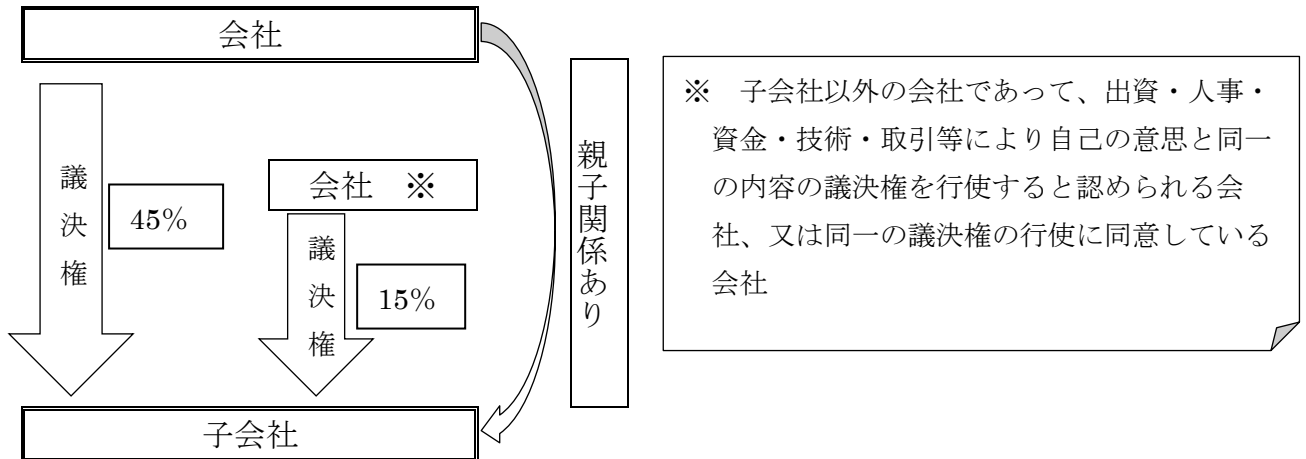 会社
議決権
45%
会社　※
議決権
15%
親子関係あり
子会社
※　子会社以外の会社であって、出資・人事・
資金・技術・取引等により自己の意思と同一
の内容の議決権を行使すると認められる会
社、又は同一の議決権の行使に同意している
会社